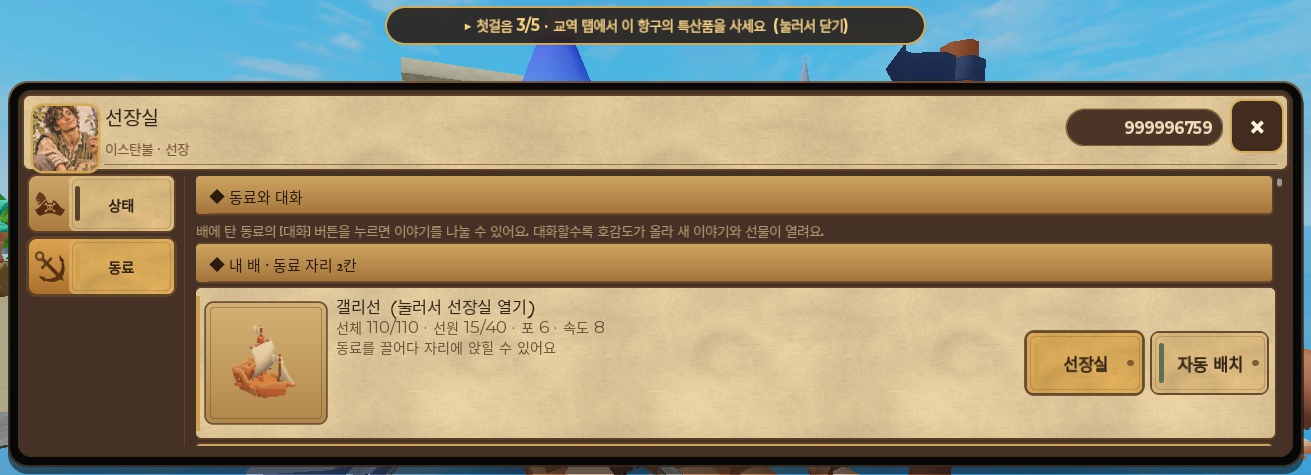 ▸ 첫걸음 3/5 · 교역 탭에서 이 항구의 특산품을 사세요 (눌러서 닫기)
선장실
이스탄불 · 선장
999996759
×
상태
동료
◆ 동료와 대화
배에 탄 동료의 [대화] 버튼을 누르면 이야기를 나눌 수 있어요. 대화할수록 호감도가 올라 새 이야기와 선물이 열려요.
◆ 내 배 · 동료 자리 2칸
갤리선 (눌러서 선장실 열기)
선체 110/110 · 선원 15/40 · 포 6 · 속도 8
동료를 끌어다 자리에 앉힐 수 있어요
선장실
자동 배치